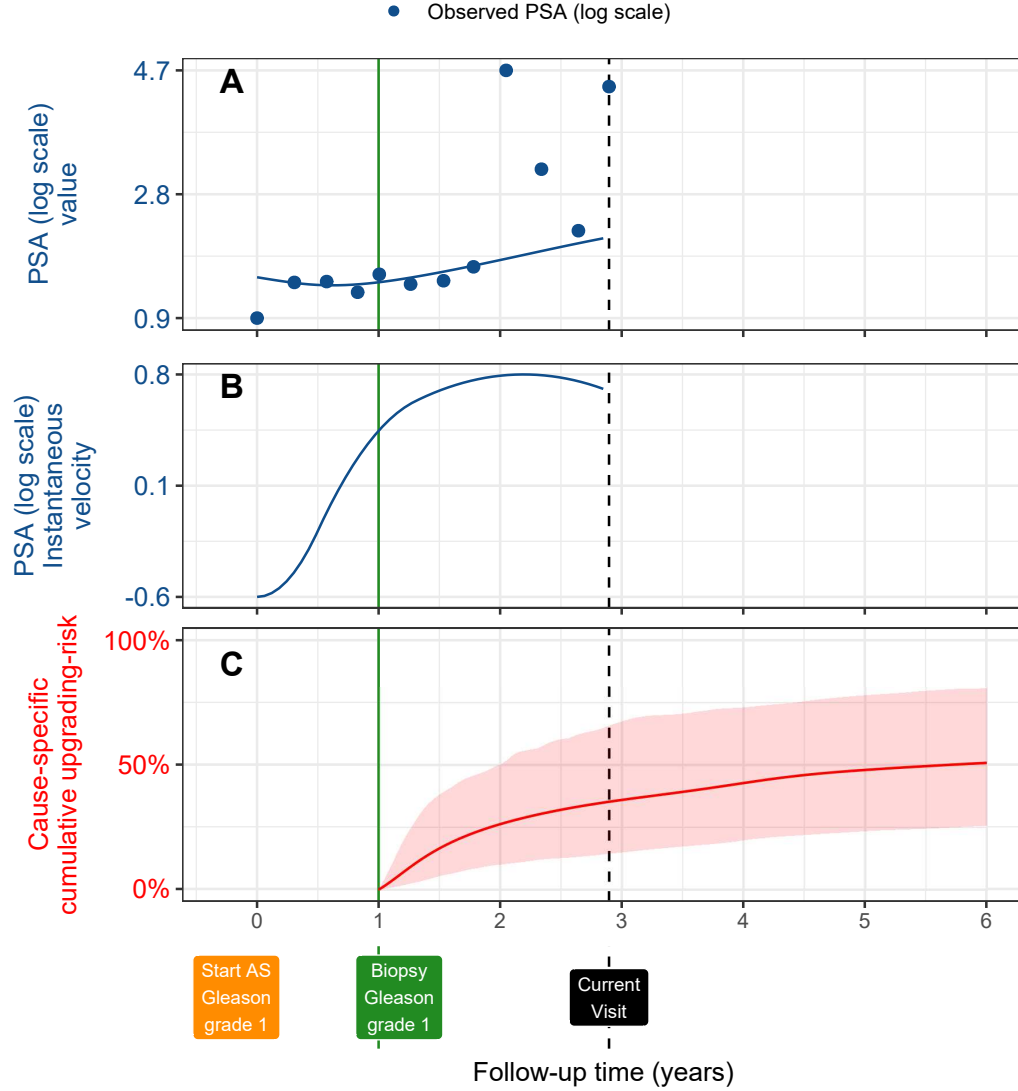 Observed PSA (log scale)
A
4.7
2.8
0.9
PSA (log scale)
value
B
0.8
0.1
-0.6
PSA (log scale)
Instantaneous
velocity
C
100%
50%
0%
Cause-specific
cumulative upgrading-risk
0 1 2 3 4 5 6
Start AS
Gleason
grade 1
Biopsy
Gleason
grade 1
Current
Visit
Follow-up time (years)